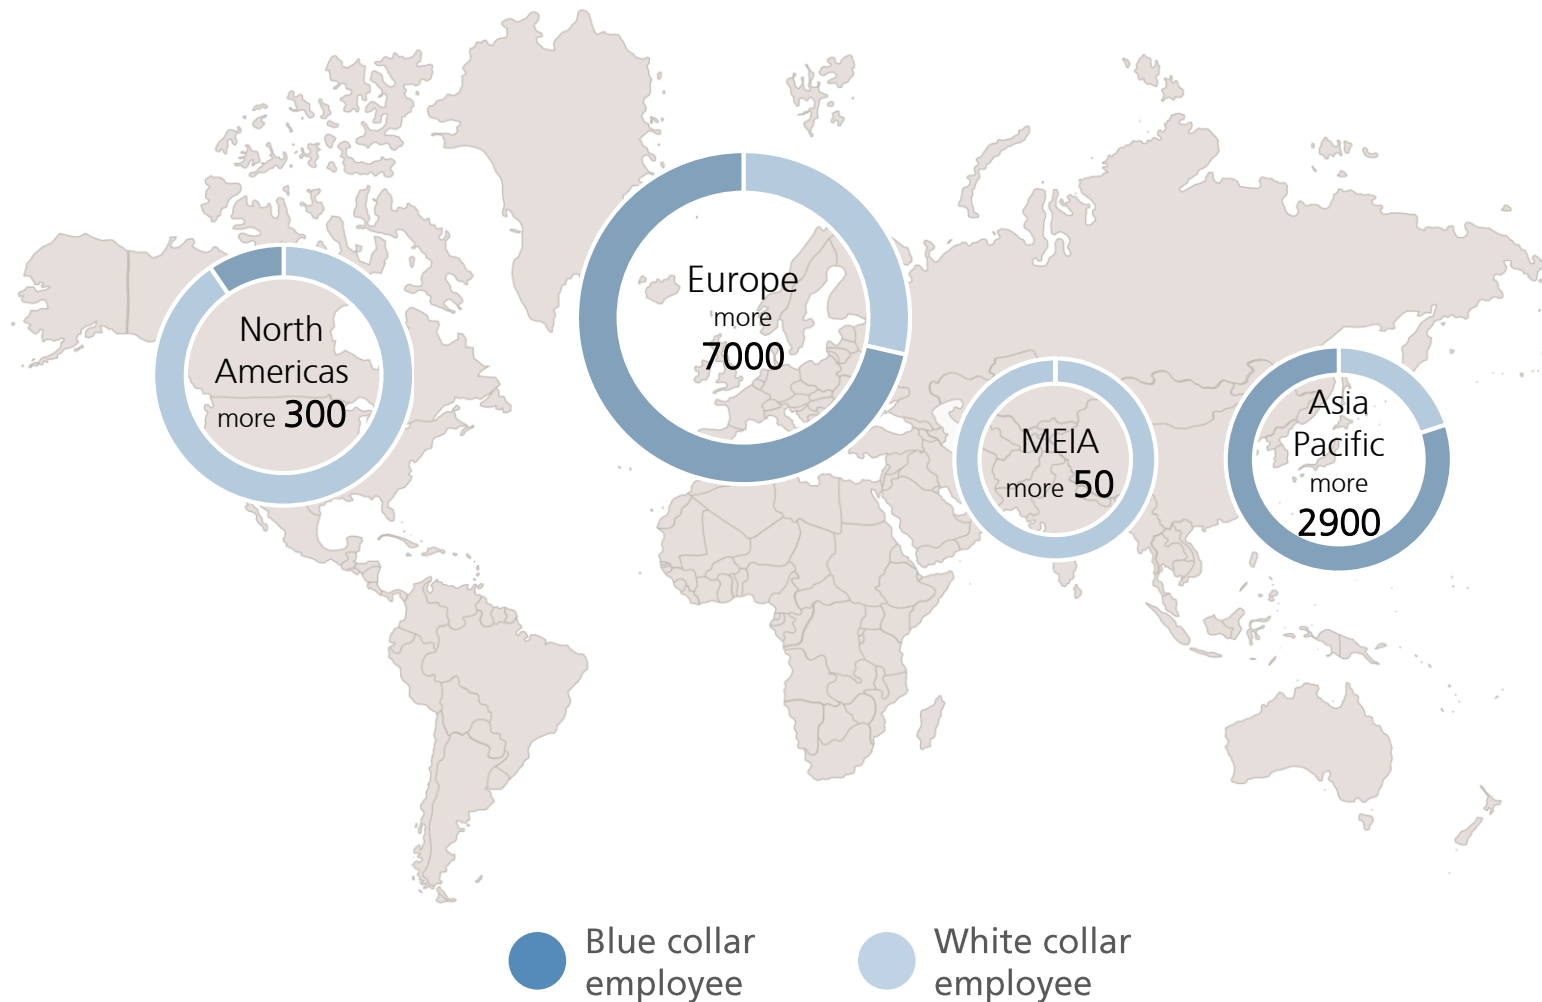 North
Americas
more 300
Europe
more
7000
MEIA
more 50
Asia
Pacific
more
2900
Blue collar
employee
White collar
employee